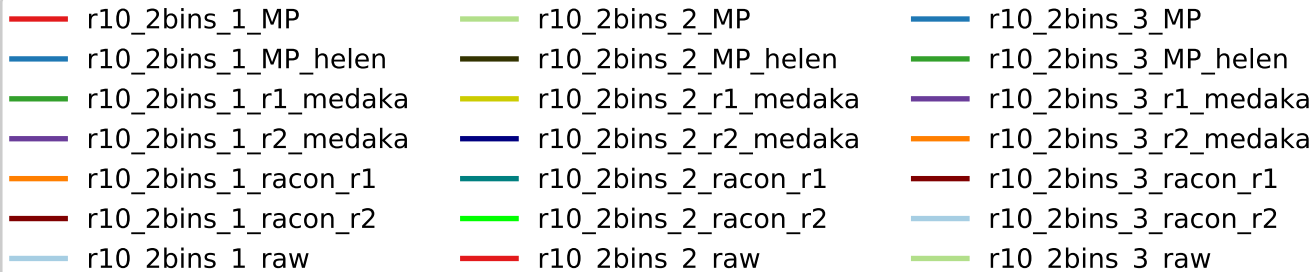 r10_2bins_1_MP r10_2bins_2_MP r10_2bins_3_MP
r10_2bins_1_MP_helen r10_2bins_2_MP_helen r10_2bins_3_MP_helen
r10_2bins_1_r1_medaka r10_2bins_2_r1_medaka r10_2bins_3_r1_medaka
r10_2bins_1_r2_medaka r10_2bins_2_r2_medaka r10_2bins_3_r2_medaka
r10_2bins_1_racon_r1 r10_2bins_2_racon_r1 r10_2bins_3_racon_r1
r10_2bins_1_racon_r2 r10_2bins_2_racon_r2 r10_2bins_3_racon_r2
r10_2bins_1_raw r10_2bins_2_raw r10_2bins_3_raw